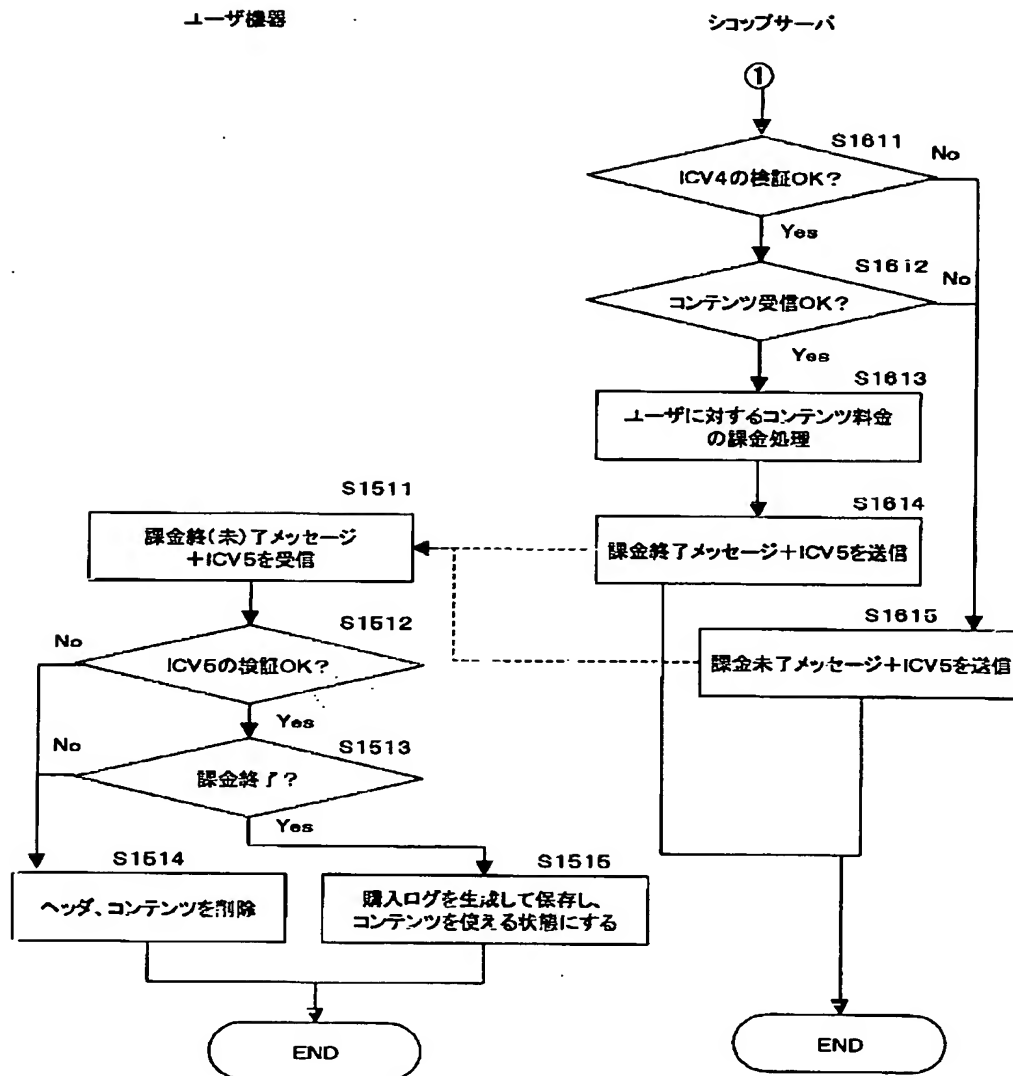 ユーザ機器
ショップサーバ
①
S1611
No
ICV4の検証OK?
Yes
S1612
No
コンテンツ受信OK?
Yes
S1613
ユーザに対するコンテンツ料金
の課金処理
S1511
S1614
課金終(未)了メッセージ
+ICV5を受信
課金終了メッセージ+ICV5を送信
S1615
課金未了メッセージ+ICV5を送信
S1512
No
ICV5の検証OK?
Yes
S1513
No
課金終了?
Yes
S1514
S1515
ヘッダ、コンテンツを削除
購入ログを生成して保存し、
コンテンツを使える状態にする
END
END